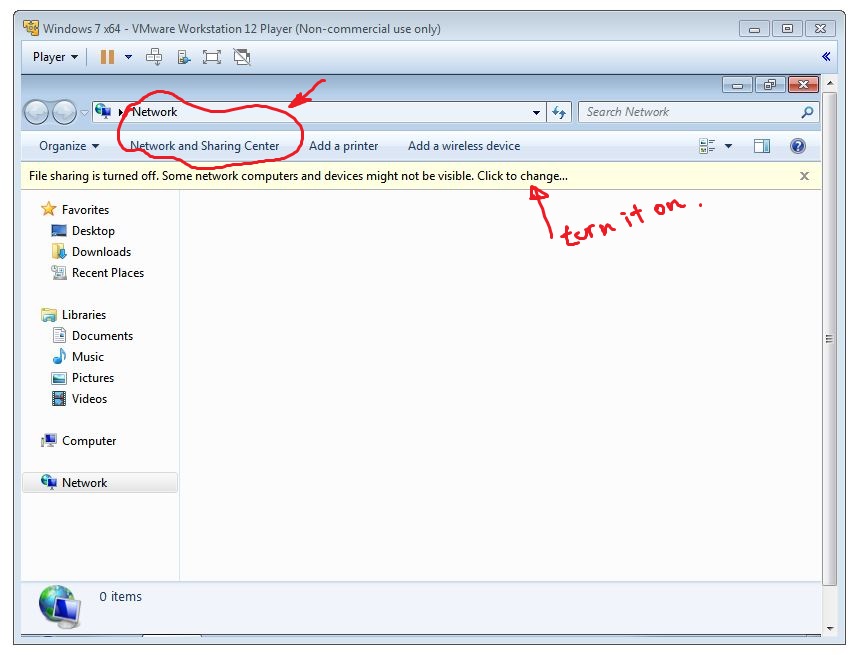 Windows 7 x64 - VMware Workstation 12 Player (Non-commercial use only)
Player
Network
Search Network
Organize
Network and Sharing Center
Add a printer
Add a wireless device
File sharing is turned off. Some network computers and devices might not be visible. Click to change...
turn it on .
Favorites
Desktop
Downloads
Recent Places
Libraries
Documents
Music
Pictures
Videos
Computer
Network
0 items